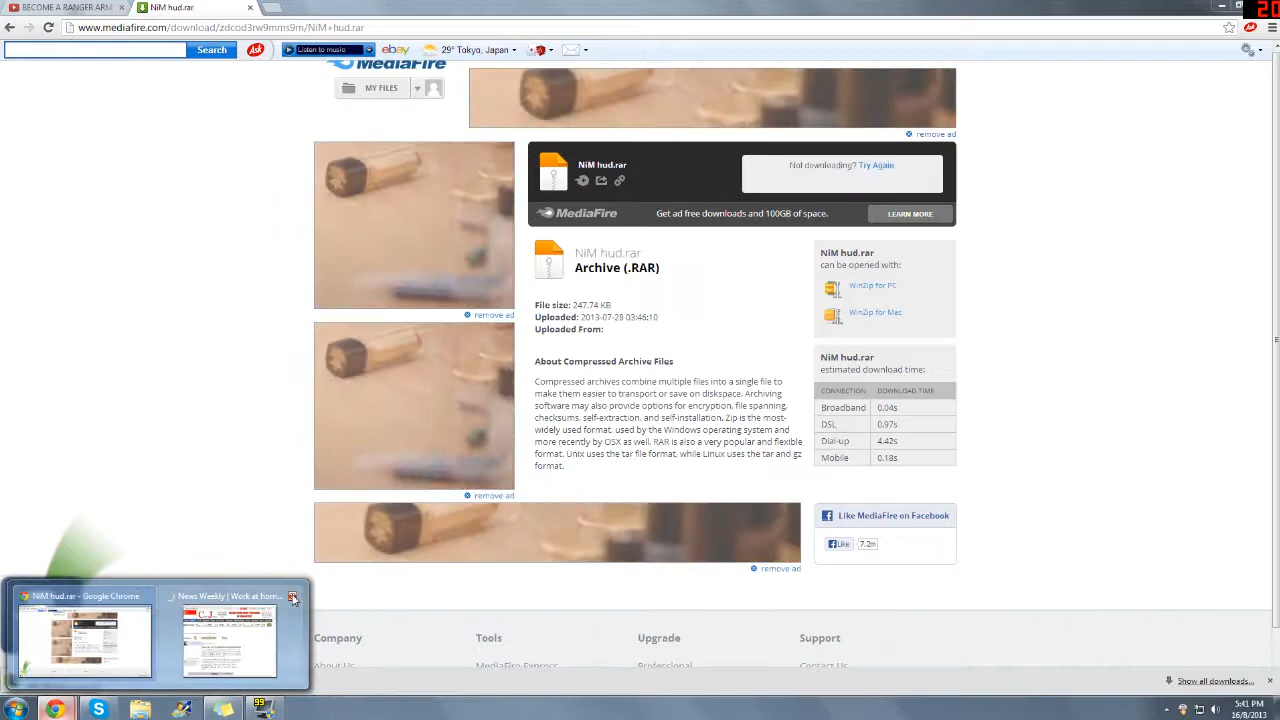 BECOME A RANGER ARM
NiM hud.rar
20
www.mediafire.com/download/zdcod3rw9mms9m/NiM+hud.rar
Search
Ask
Listen to music
ebay
29° Tokyo, Japan
MediaFire
MY FILES
remove ad
NiM hud.rar
Not downloading? Try Again.
MediaFire
Get ad free downloads and 100GB of space.
LEARN MORE
NiM hud.rar
Archive (.RAR)
File size: 247.74 KB
Uploaded: 2013-07-28 03:46:10
Uploaded From:
About Compressed Archive Files
Compressed archives combine multiple files into a single file to
make them easier to transport or save on diskspace. Archiving
software may also provide options for encryption, file spanning,
checksums, self-extraction, and self-installation. Zip is the most-
widely used format, used by the Windows operating system and
more recently by OSX as well. RAR is also a very popular and flexible
format. Unix uses the tar file format, while Linux uses the tar and gz
format.
NiM hud.rar
can be opened with:
WinZip for PC
WinZip for Mac
NiM hud.rar
estimated download time:
CONNECTION DOWNLOAD TIME
Broadband 0.04s
DSL 0.97s
Dial-up 4.42s
Mobile 0.18s
remove ad
remove ad
remove ad
Like MediaFire on Facebook
Like 7.2m
NiM hud.rar - Google Chrome
News Weekly | Work at hom...
Company
Tools
Upgrade
Support
About Us
MediaFire Express
Contact Us
Show all downloads...
99
5:41 PM
16/8/2013